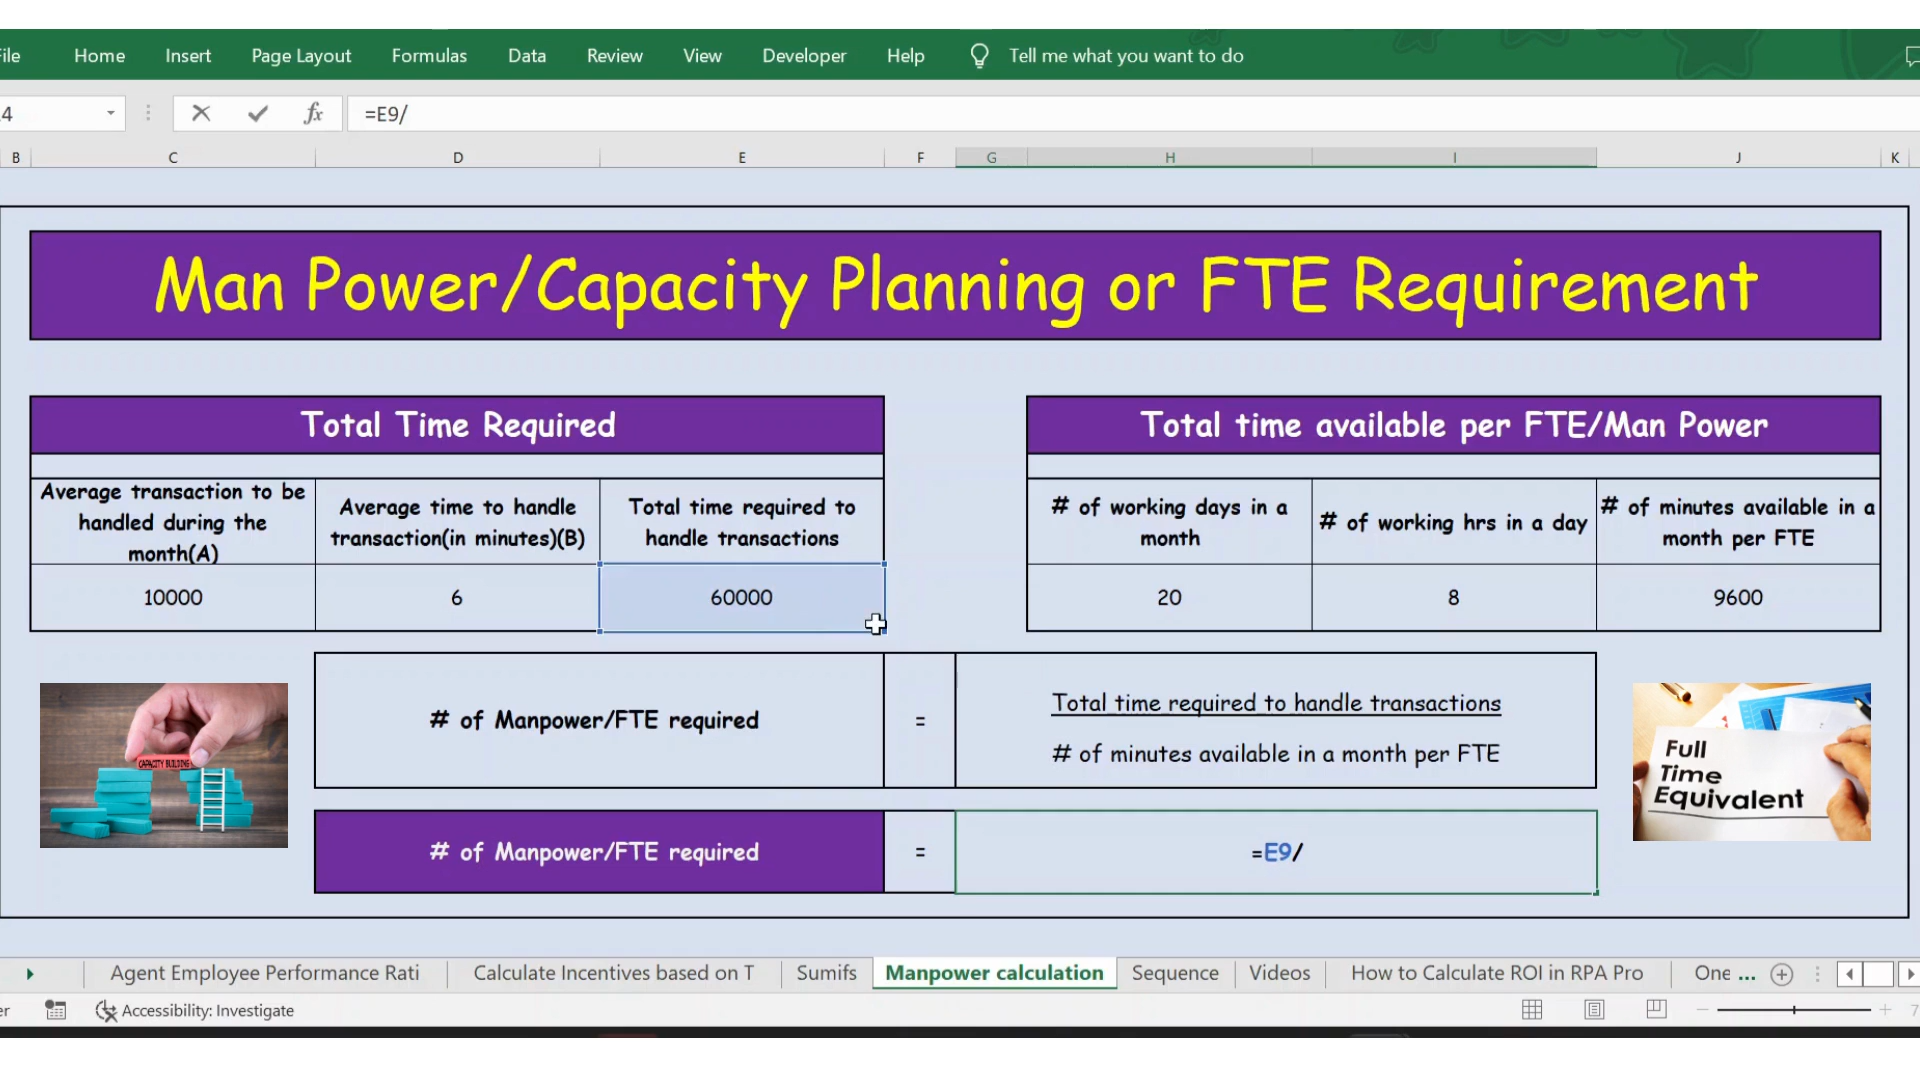 ile Home Insert Page Layout Formulas Data Review View Developer Help Tell me what you want to do
4 fx =E9/
B C D E F G H I J K
Man Power/Capacity Planning or FTE Requirement
Total Time Required
Total time available per FTE/Man Power
Average transaction to be
handled during the
month(A)
Average time to handle
transaction(in minutes)(B)
Total time required to
handle transactions
# of working days in a
month
# of working hrs in a day
# of minutes available in a
month per FTE
10000 6 60000 20 8 9600
CAPACITY BUILDING
# of Manpower/FTE required
=
Total time required to handle transactions
# of minutes available in a month per FTE
Full
Time
Equivalent
# of Manpower/FTE required = =E9/
Agent Employee Performance Rati Calculate Incentives based on T Sumifs Manpower calculation Sequence Videos How to Calculate ROI in RPA Pro One ...
er Accessibility: Investigate 7